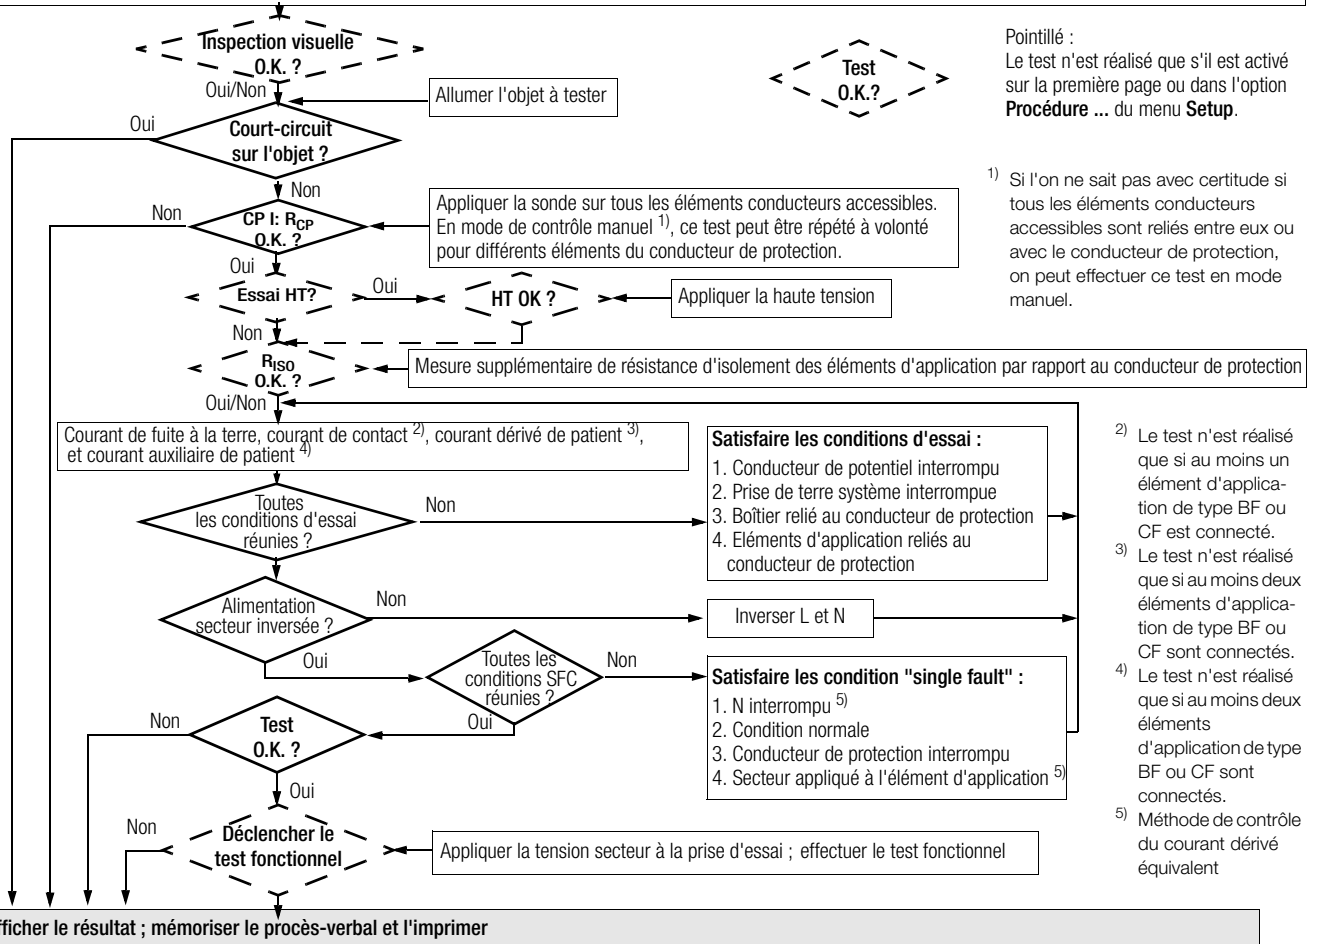 Inspection visuelle
O.K. ?
Oui/Non
Allumer l'objet à tester
Oui
Court-circuit
sur l'objet ?
Non
Non
CP I: RCP
O.K. ?
Appliquer la sonde sur tous les éléments conducteurs accessibles.
En mode de contrôle manuel 1), ce test peut être répété à volonté
pour différents éléments du conducteur de protection.
Oui
Essai HT?
Oui
HT OK ?
Appliquer la haute tension
Non
RISO
O.K. ?
Mesure supplémentaire de résistance d'isolement des éléments d'application par rapport au conducteur de protection
Oui/Non
Courant de fuite à la terre, courant de contact 2), courant dérivé de patient 3),
et courant auxiliaire de patient 4)
Toutes
les conditions d'essai
réunies ?
Non
Satisfaire les conditions d'essai :
1. Conducteur de potentiel interrompu
2. Prise de terre système interrompue
3. Boîtier relié au conducteur de protection
4. Eléments d'application reliés au
conducteur de protection
Alimentation
secteur inversée ?
Non
Inverser L et N
Oui
Toutes les
conditions SFC
réunies ?
Non
Satisfaire les condition "single fault" :
1. N interrompu 5)
2. Condition normale
3. Conducteur de protection interrompu
4. Secteur appliqué à l'élément d'application 5)
Oui
Non
Test
O.K. ?
Oui
Non
Déclencher le
test fonctionnel
Appliquer la tension secteur à la prise d'essai ; effectuer le test fonctionnel
fficher le résultat ; mémoriser le procès-verbal et l'imprimer
Test
O.K.?
Pointillé :
Le test n'est réalisé que s'il est activé
sur la première page ou dans l'option
Procédure ... du menu Setup.
1) Si l'on ne sait pas avec certitude si
tous les éléments conducteurs
accessibles sont reliés entre eux ou
avec le conducteur de protection,
on peut effectuer ce test en mode
manuel.
2) Le test n'est réalisé
que si au moins un
élément d'applica-
tion de type BF ou
CF est connecté.
3) Le test n'est réalisé
que si au moins deux
éléments d'applica-
tion de type BF ou
CF sont connectés.
4) Le test n'est réalisé
que si au moins deux
éléments
d'application de type
BF ou CF sont
connectés.
5) Méthode de contrôle
du courant dérivé
équivalent